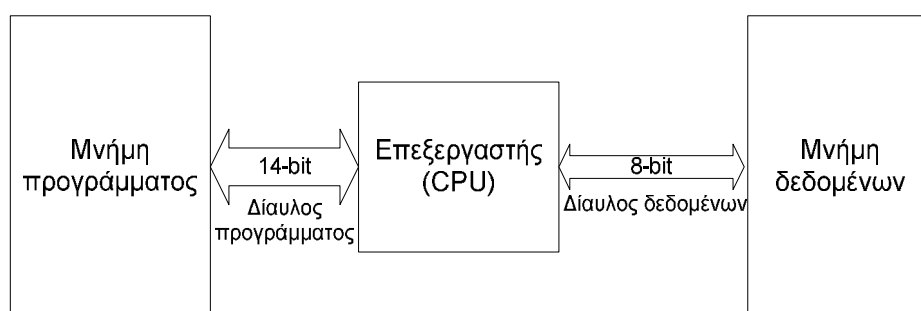 Μνήμη
προγράμματος
14-bit
Δίαυλος
προγράμματος
Επεξεργαστής
(CPU)
8-bit
Δίαυλος δεδομένων
Μνήμη
δεδομένων